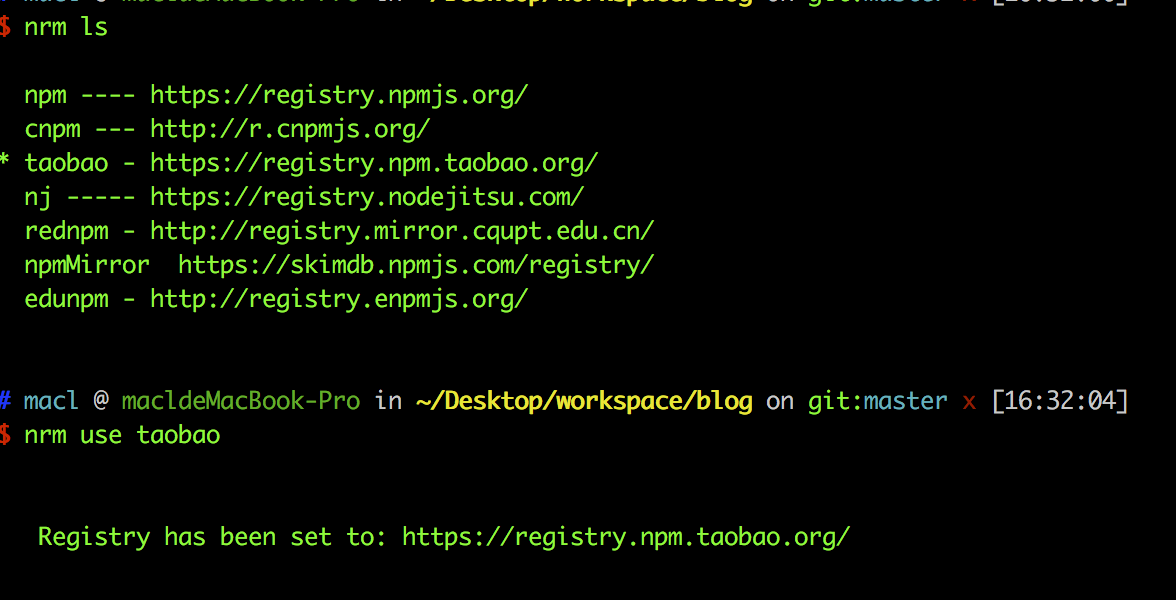 $ nrm ls
npm ---- https://registry.npmjs.org/
cnpm --- http://r.cnpmjs.org/
* taobao - https://registry.npm.taobao.org/
nj ----- https://registry.nodejitsu.com/
rednpm - http://registry.mirror.cqupt.edu.cn/
npmMirror  https://skimdb.npmjs.com/registry/
edunpm - http://registry.enpmjs.org/
# macl @ macldeMacBook-Pro in ~/Desktop/workspace/blog on git:master x [16:32:04]
$ nrm use taobao
Registry has been set to: https://registry.npm.taobao.org/